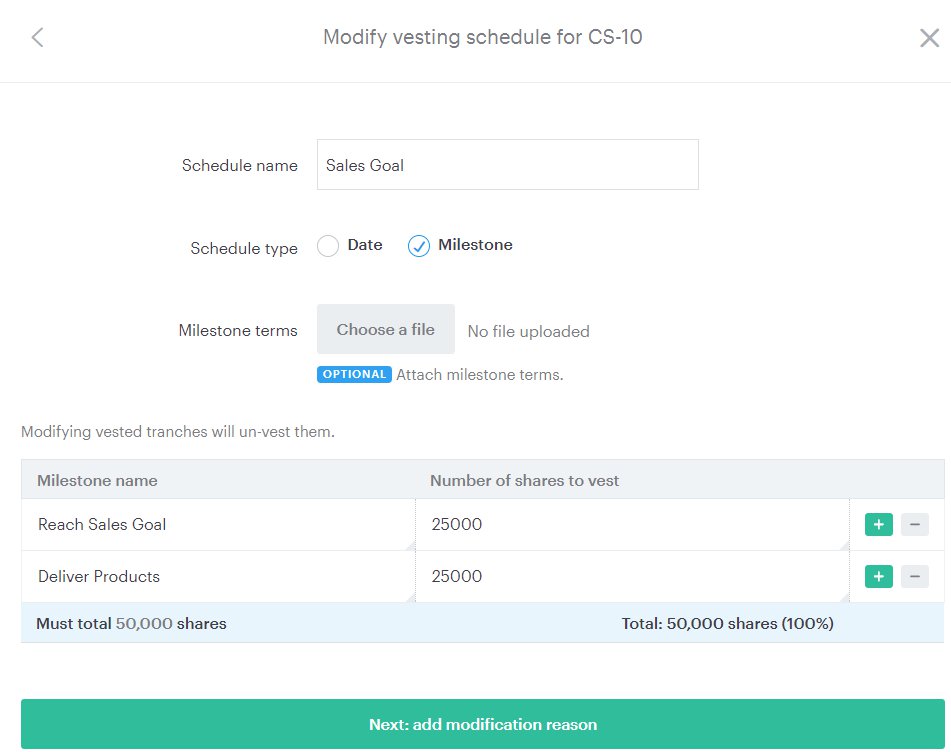 Modify vesting schedule for CS-10
Schedule name Sales Goal
Schedule type Date Milestone
Milestone terms Choose a file No file uploaded
OPTIONAL Attach milestone terms.
Modifying vested tranches will un-vest them.
Milestone name Number of shares to vest
Reach Sales Goal 25000 + −
Deliver Products 25000 + −
Must total 50,000 shares Total: 50,000 shares (100%)
Next: add modification reason